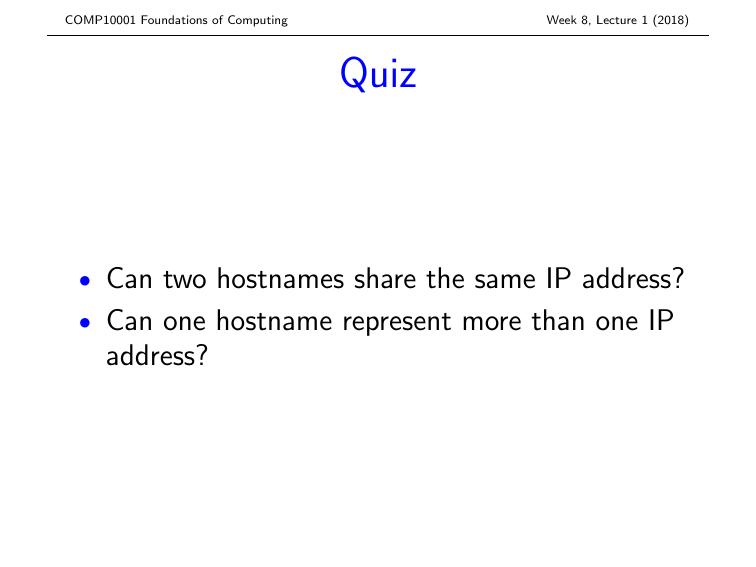 COMP10001 Foundations of Computing Week 8, Lecture 1 (2018)
Quiz
• Can two hostnames share the same IP address?
• Can one hostname represent more than one IP
address?